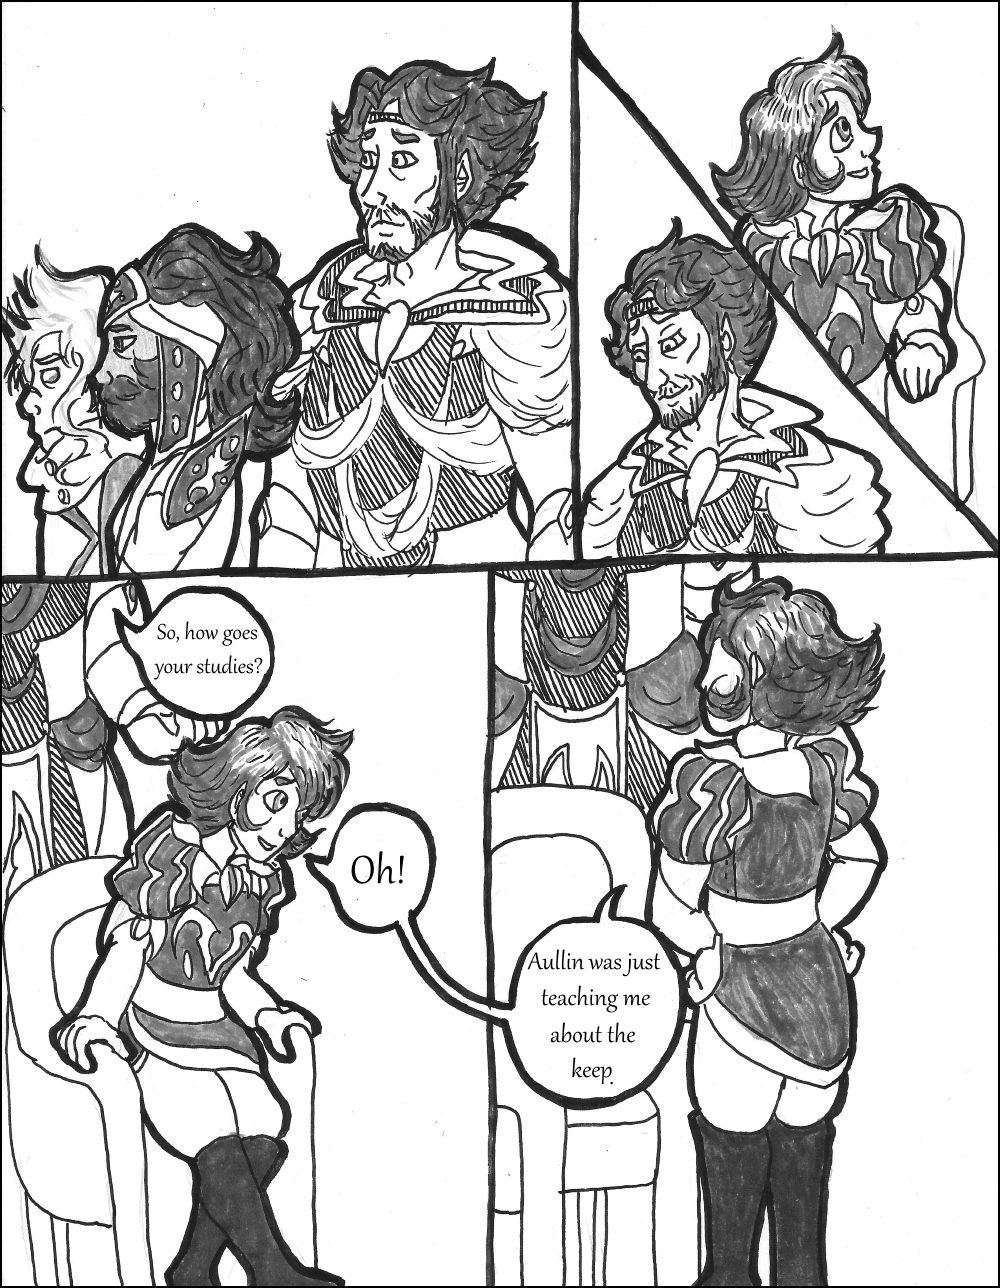 So, how goes
your studies?
Oh!
Aullin was just
teaching me
about the
keep.